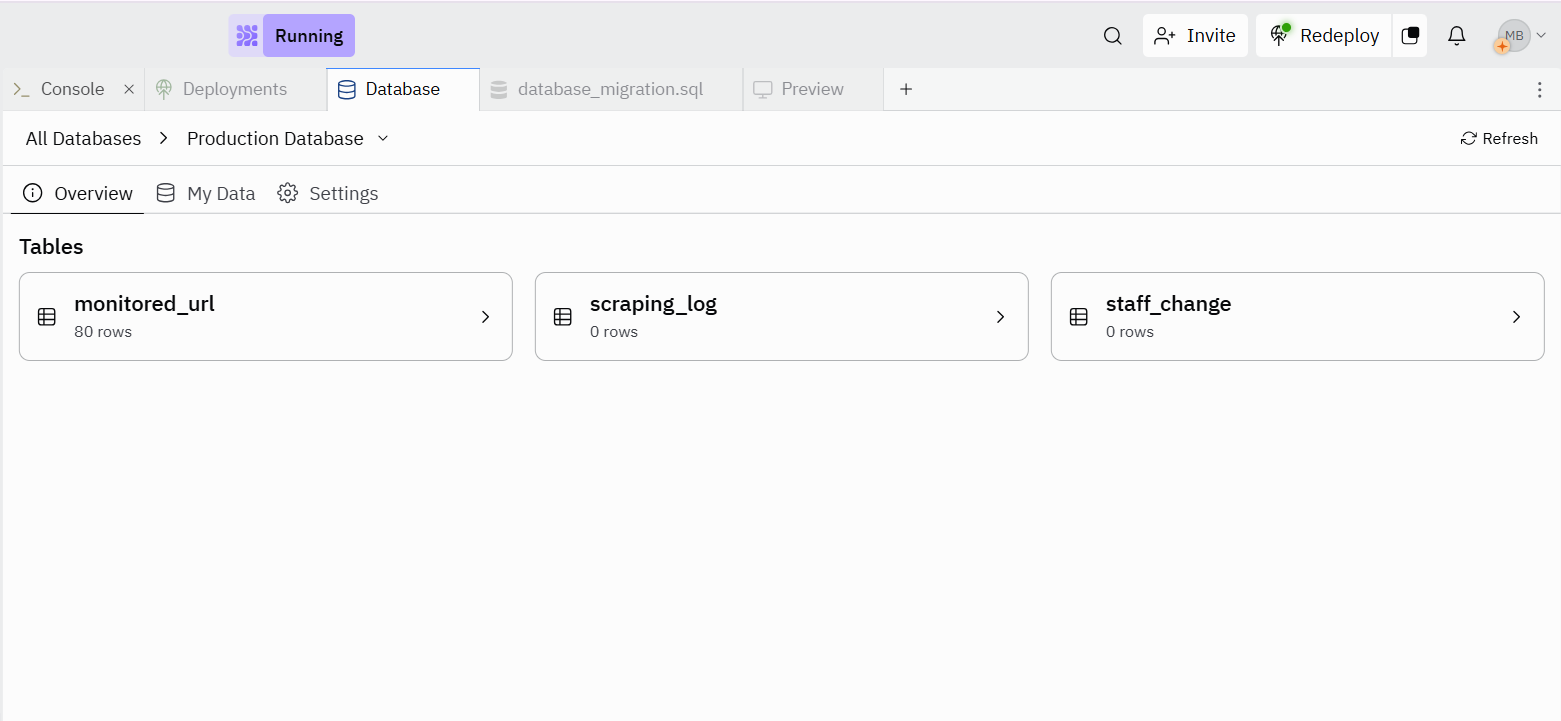 Running
Invite
Redeploy
MB
Console
Deployments
Database
database_migration.sql
Preview
All Databases
Production Database
Refresh
Overview
My Data
Settings
Tables
monitored_url
80 rows
scraping_log
0 rows
staff_change
0 rows